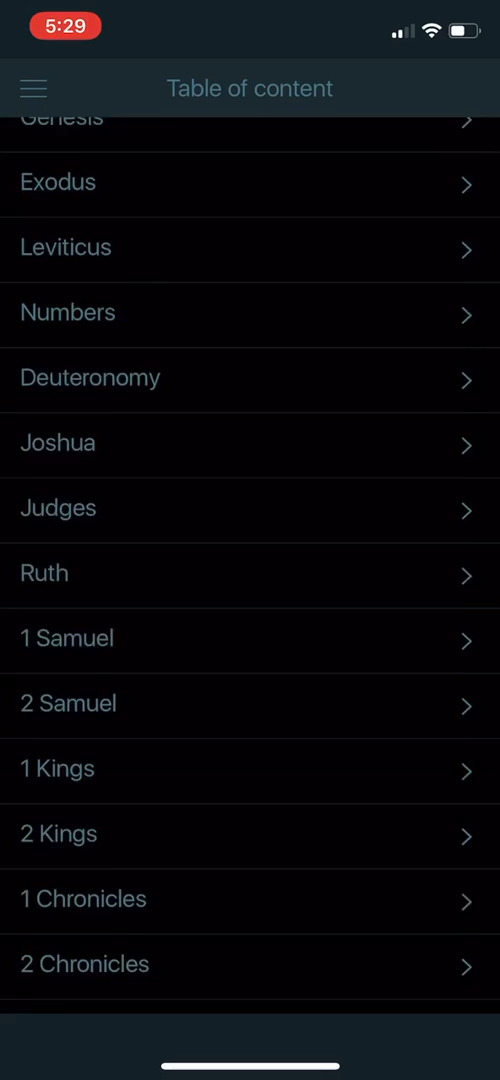 5:29
Table of content
Genesis
Exodus
Leviticus
Numbers
Deuteronomy
Joshua
Judges
Ruth
1 Samuel
2 Samuel
1 Kings
2 Kings
1 Chronicles
2 Chronicles